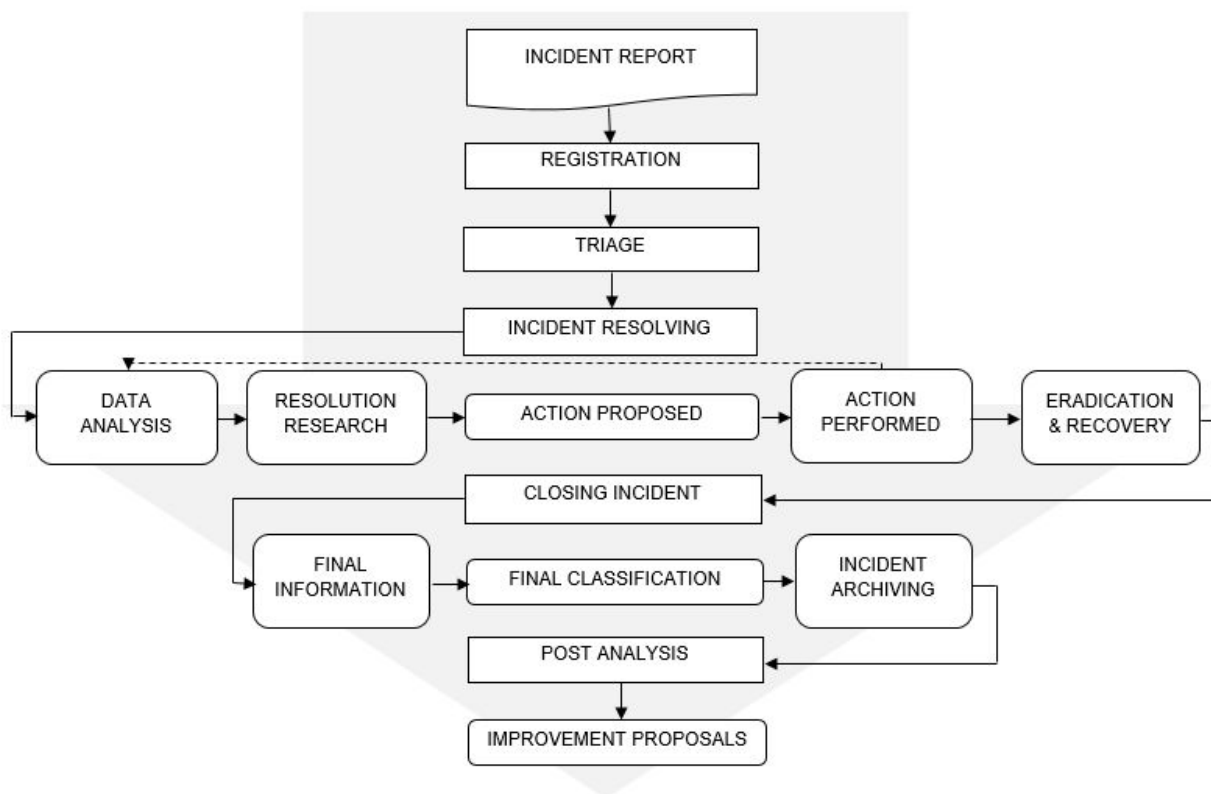 INCIDENT REPORT
REGISTRATION
TRIAGE
INCIDENT RESOLVING
DATA
ANALYSIS
RESOLUTION
RESEARCH
ACTION PROPOSED
ACTION
PERFORMED
ERADICATION
& RECOVERY
CLOSING INCIDENT
FINAL
INFORMATION
FINAL CLASSIFICATION
INCIDENT
ARCHIVING
POST ANALYSIS
IMPROVEMENT PROPOSALS